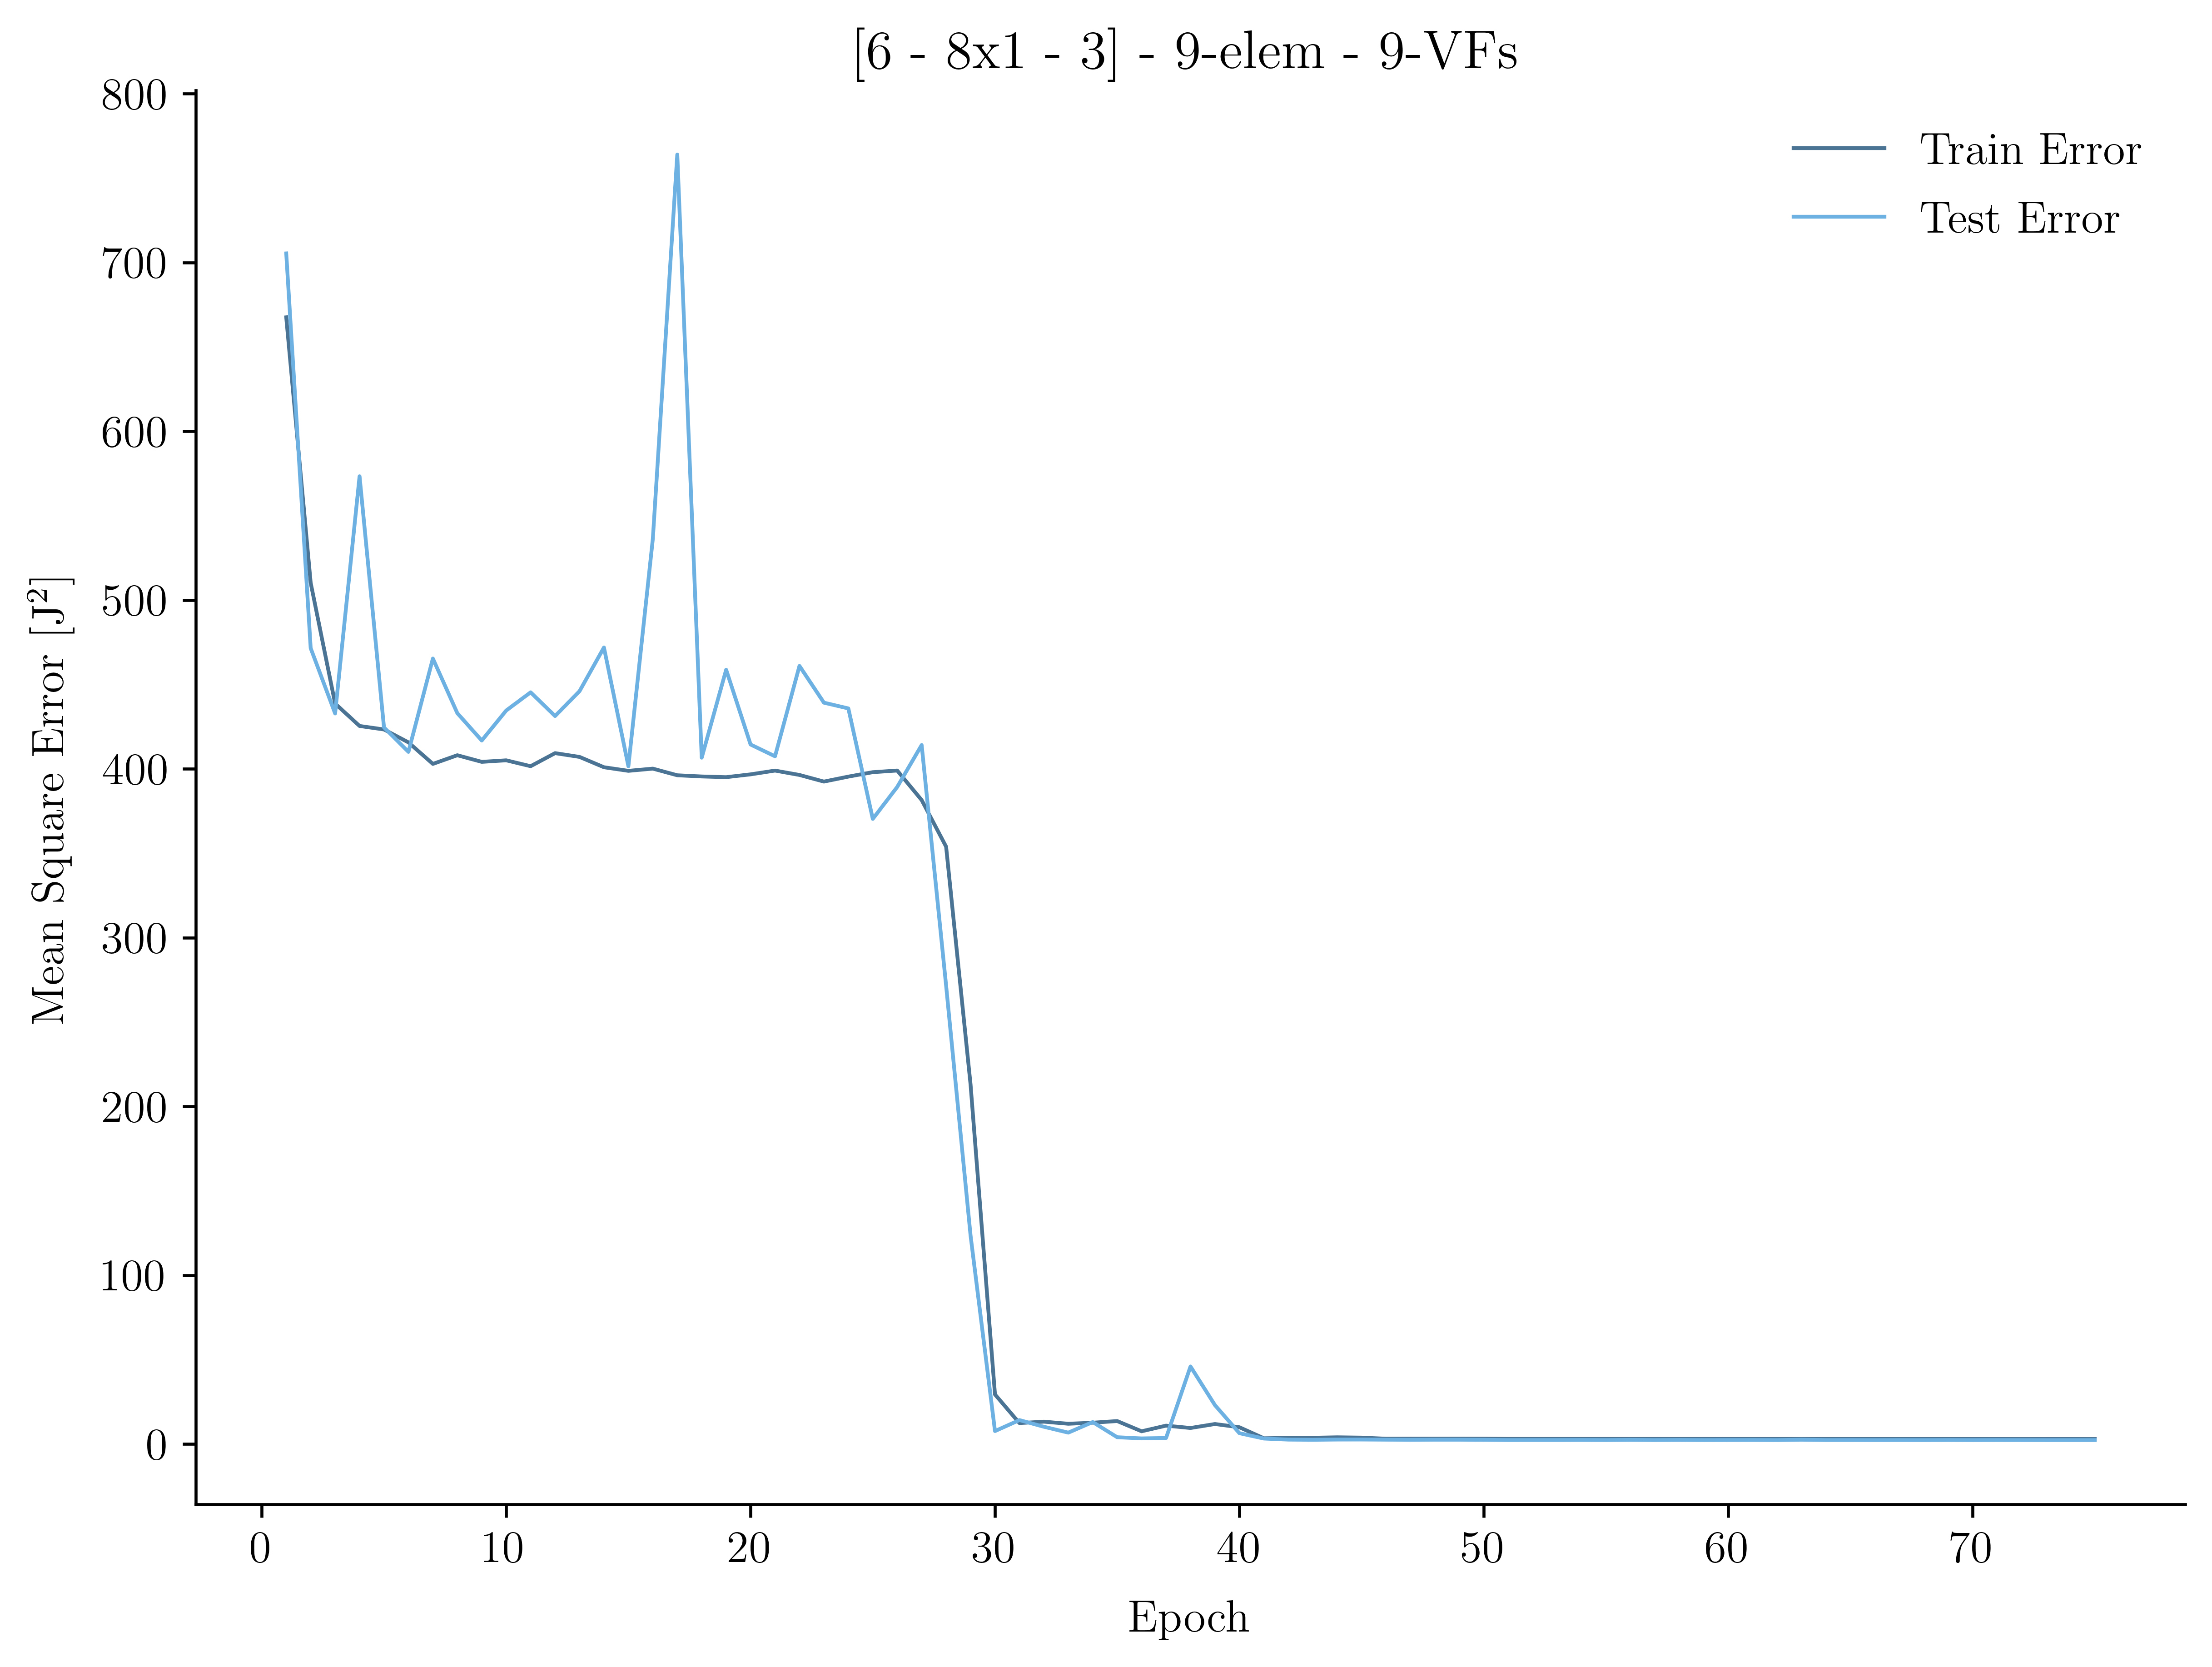 [6 - 8x1 - 3] - 9-elem - 9-VFs
Train Error
Test Error
Mean Square Error [J²]
800
700
600
500
400
300
200
100
0
0 10 20 30 40 50 60 70
Epoch